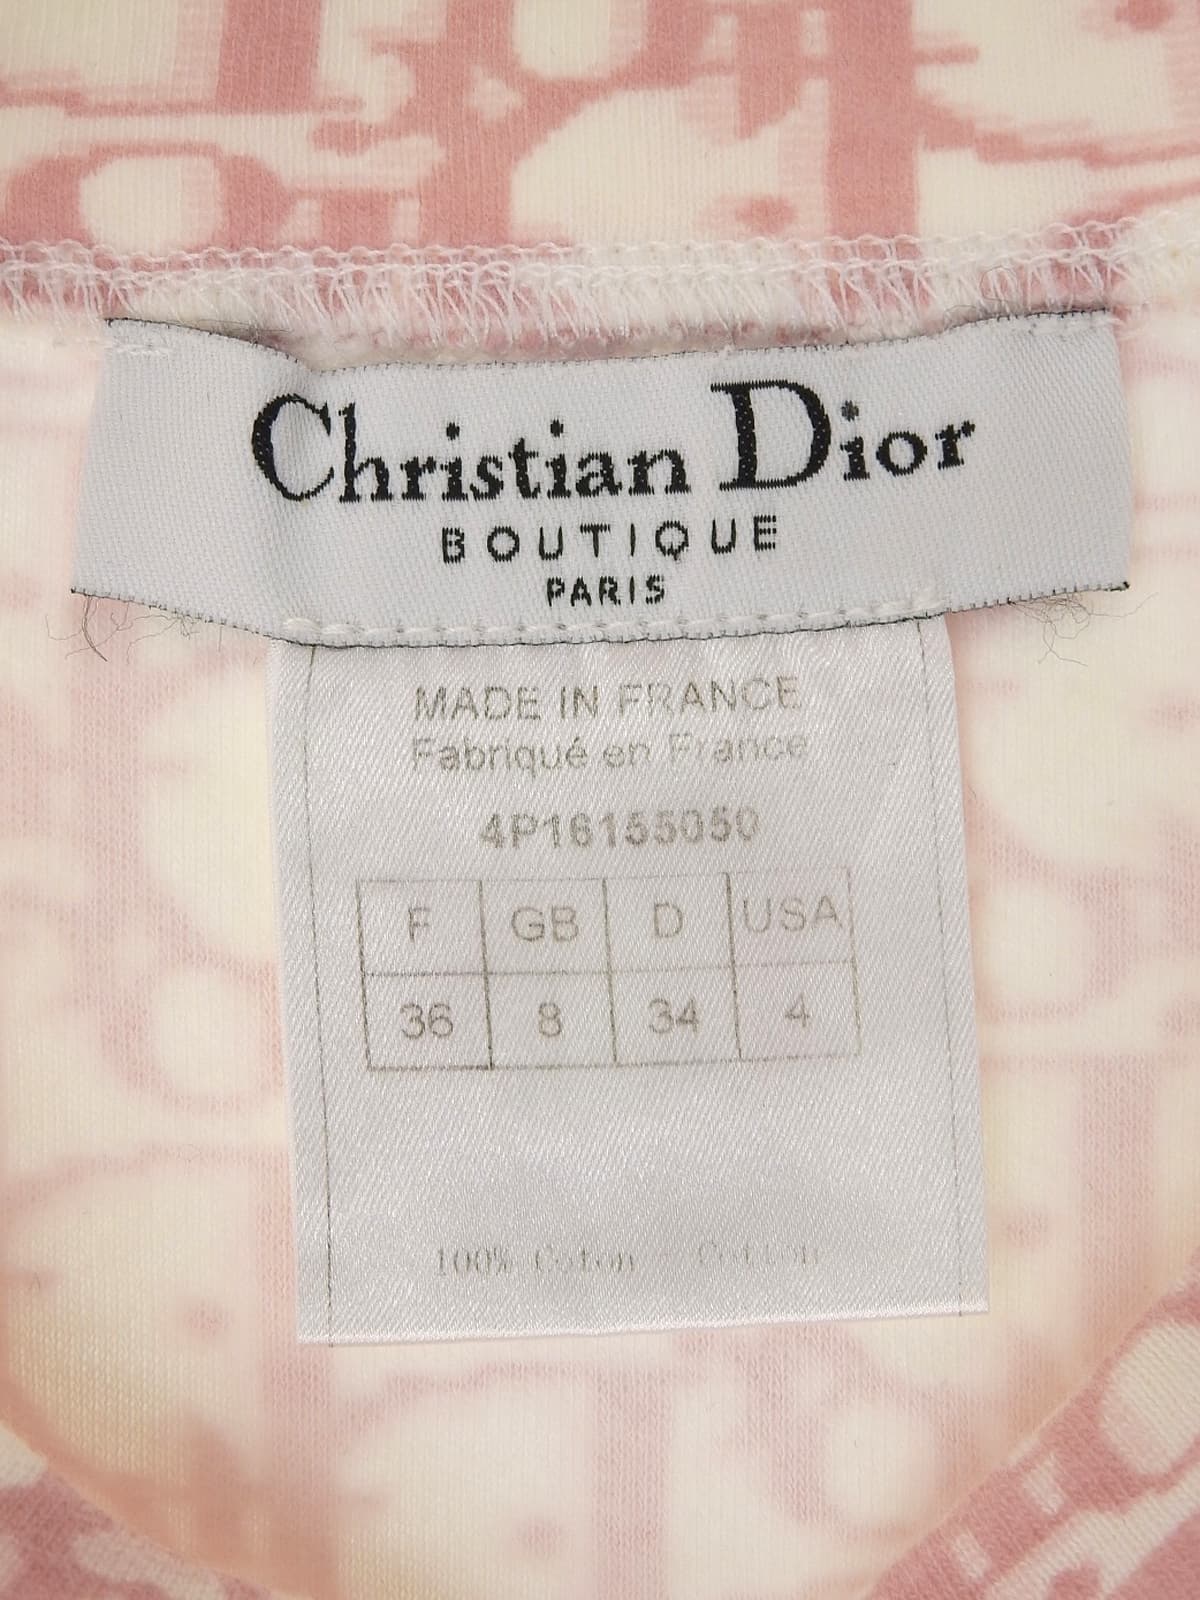 Christian Dior
BOUTIQUE
PARIS
MADE IN FRANCE
Fabriqué en France
4P16155050
F GB D USA
36 8 34 4
100% Coton - Cotton